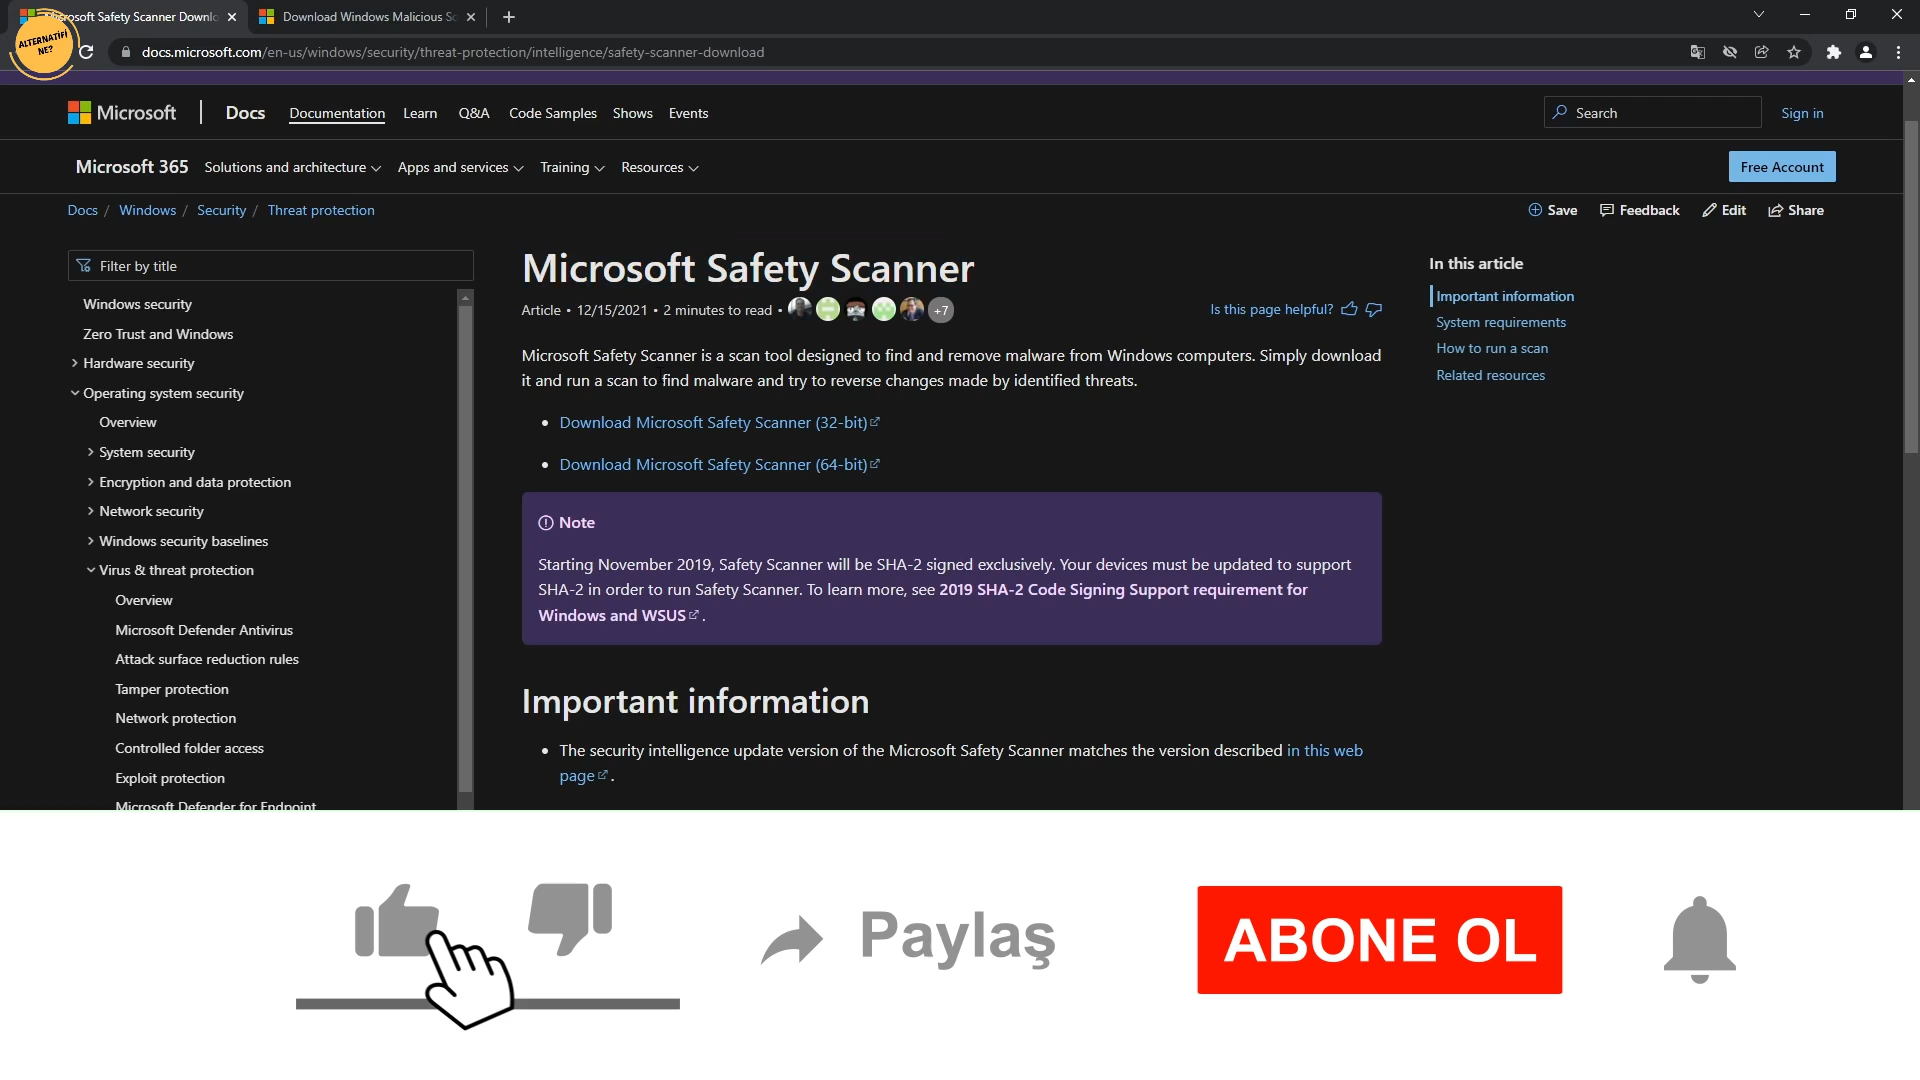 Microsoft Safety Scanner Downlo
Download Windows Malicious So
ALTERNATİFİ
NE?
docs.microsoft.com/en-us/windows/security/threat-protection/intelligence/safety-scanner-download
Microsoft
Docs
Documentation
Learn
Q&A
Code Samples
Shows
Events
Search
Sign in
Microsoft 365
Solutions and architecture
Apps and services
Training
Resources
Free Account
Docs / Windows / Security / Threat protection
Save
Feedback
Edit
Share
Filter by title
Windows security
Zero Trust and Windows
Hardware security
Operating system security
Overview
System security
Encryption and data protection
Network security
Windows security baselines
Virus & threat protection
Overview
Microsoft Defender Antivirus
Attack surface reduction rules
Tamper protection
Network protection
Controlled folder access
Exploit protection
Microsoft Defender for Endpoint
Microsoft Safety Scanner
Article • 12/15/2021 • 2 minutes to read • +7
Is this page helpful?
Microsoft Safety Scanner is a scan tool designed to find and remove malware from Windows computers. Simply download
it and run a scan to find malware and try to reverse changes made by identified threats.
• Download Microsoft Safety Scanner (32-bit)
• Download Microsoft Safety Scanner (64-bit)
Note
Starting November 2019, Safety Scanner will be SHA-2 signed exclusively. Your devices must be updated to support
SHA-2 in order to run Safety Scanner. To learn more, see 2019 SHA-2 Code Signing Support requirement for
Windows and WSUS.
Important information
• The security intelligence update version of the Microsoft Safety Scanner matches the version described in this web
page.
In this article
Important information
System requirements
How to run a scan
Related resources
Paylaş
ABONE OL